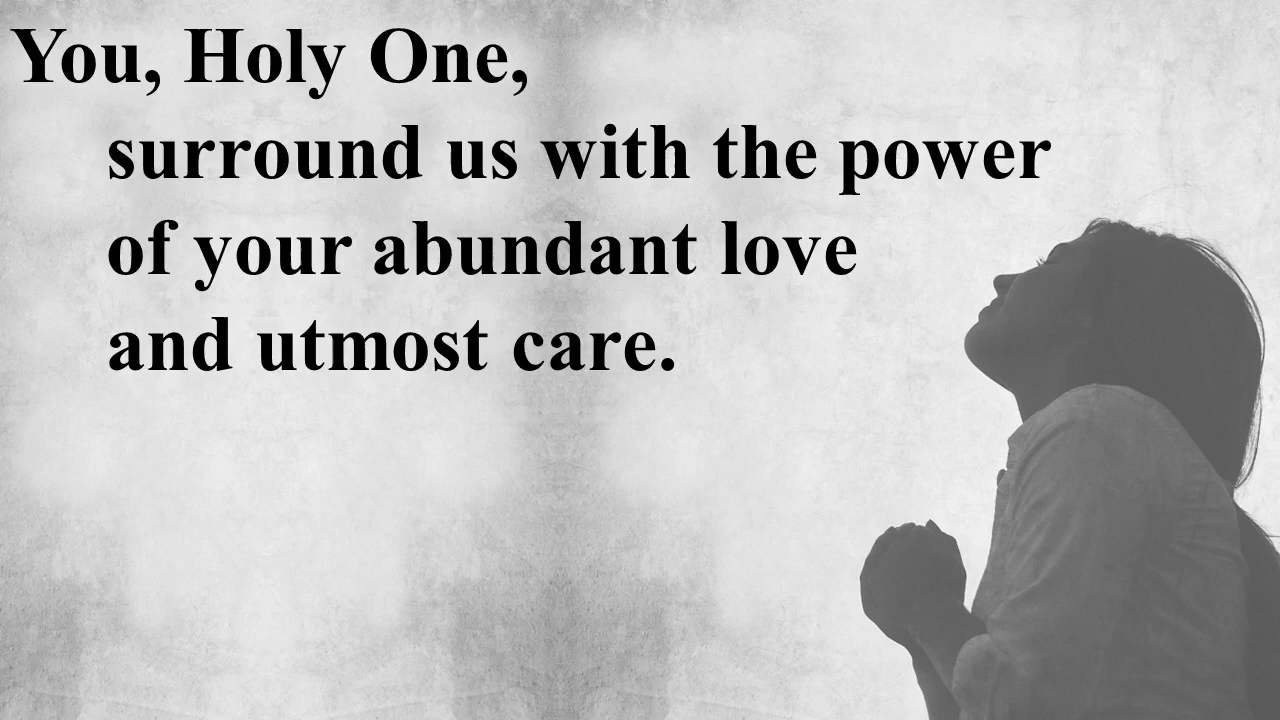 You, Holy One,
surround us with the power
of your abundant love
and utmost care.